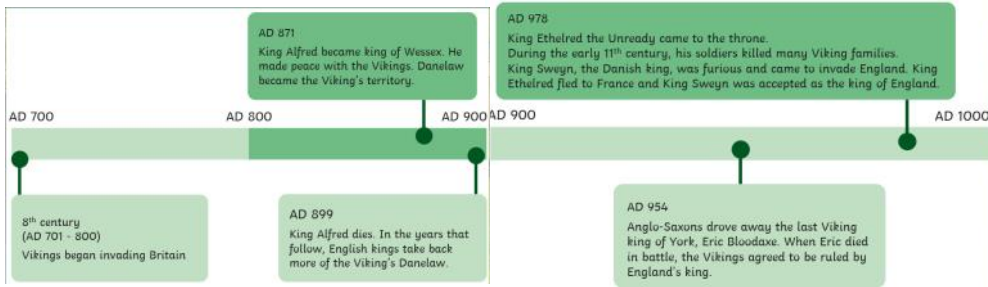 AD 871
King Alfred became king of Wessex. He
made peace with the Vikings. Danelaw
became the Viking's territory.
AD 978
King Ethelred the Unready came to the throne.
During the early 11th century, his soldiers killed many Viking families.
King Sweyn, the Danish king, was furious and came to invade England. King
Ethelred fled to France and King Sweyn was accepted as the king of England.
AD 700
AD 800
AD 900
AD 900
AD 1000
8th century
(AD 701 - 800)
Vikings began invading Britain
AD 899
King Alfred dies. In the years that
follow, English kings take back
more of the Viking's Danelaw.
AD 954
Anglo-Saxons drove away the last Viking
king of York, Eric Bloodaxe. When Eric died
in battle, the Vikings agreed to be ruled by
England's king.